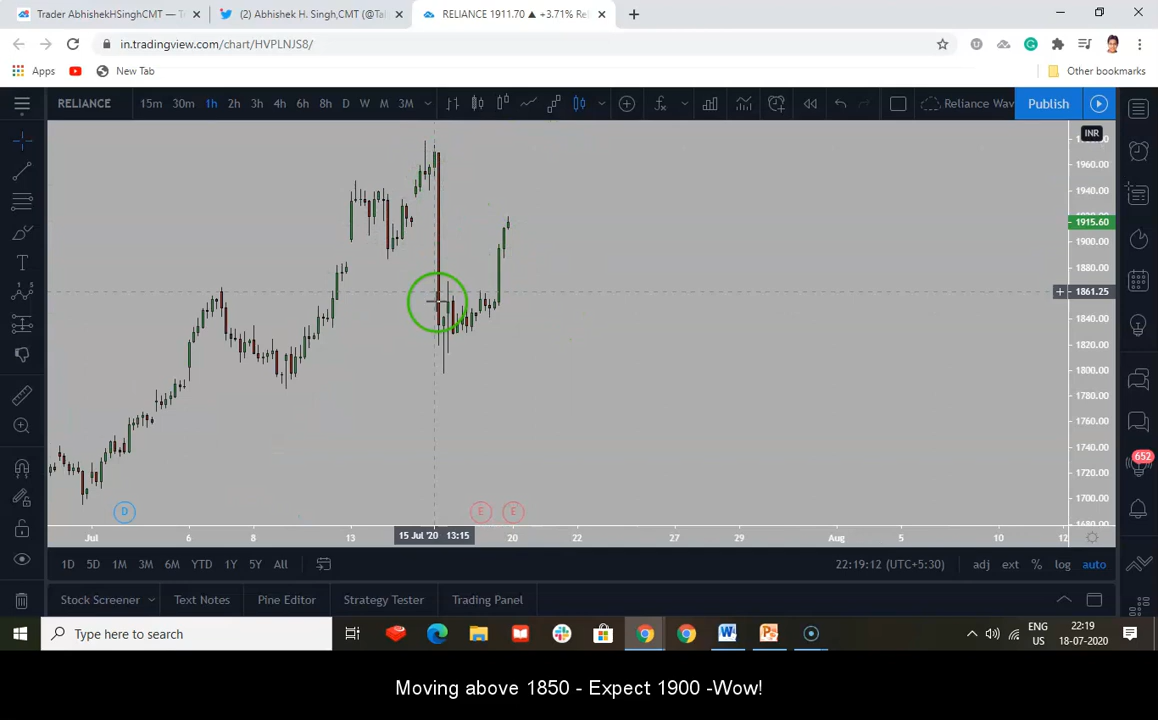 Trader AbhishekHSinghCMT — T
(2) Abhishek H. Singh,CMT (@Tal
RELIANCE 1911.70 ▲ +3.71% Re
in.tradingview.com/chart/HVPLNJS8/
Apps
New Tab
Other bookmarks
RELIANCE 15m 30m 1h 2h 3h 4h 6h 8h D W M 3M
Reliance Wav
Publish
INR
1960.00
1940.00
1915.60
1900.00
1880.00
1861.25
1840.00
1820.00
1800.00
1780.00
1760.00
1740.00
1720.00
1700.00
1680.00
652
D E E
Jul 6 8 13 15 Jul '20 13:15 20 22 27 29 Aug 5 10 12
1D 5D 1M 3M 6M YTD 1Y 5Y All
22:19:12 (UTC+5:30) adj ext % log auto
Stock Screener Text Notes Pine Editor Strategy Tester Trading Panel
Type here to search
ENG
US
22:19
18-07-2020
Moving above 1850 - Expect 1900 -Wow!